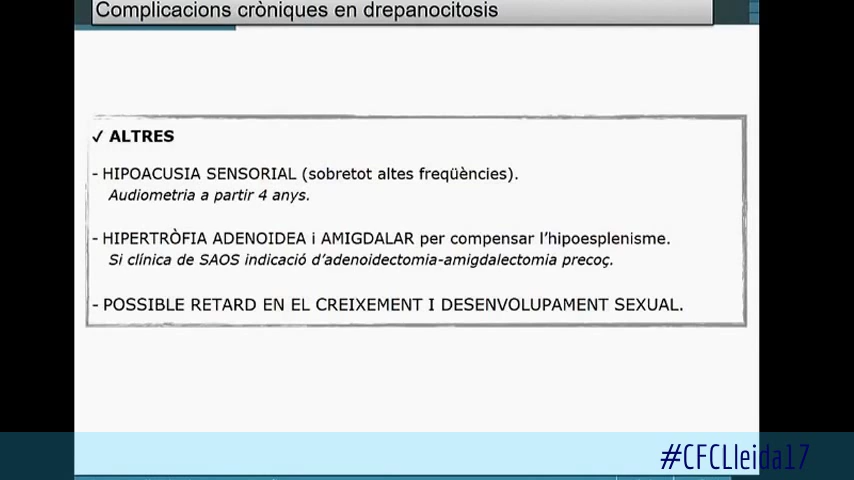 Complicacions cròniques en drepanocitosis
✓ ALTRES
- HIPOACUSIA SENSORIAL (sobretot altes freqüències).
Audiometria a partir 4 anys.
- HIPERTRÒFIA ADENOIDEA i AMIGDALAR per compensar l'hipoesplenisme.
Si clínica de SAOS indicació d'adenoidectomia-amigdalectomia precoç.
- POSSIBLE RETARD EN EL CREIXEMENT I DESENVOLUPAMENT SEXUAL.
#CFCLleida17